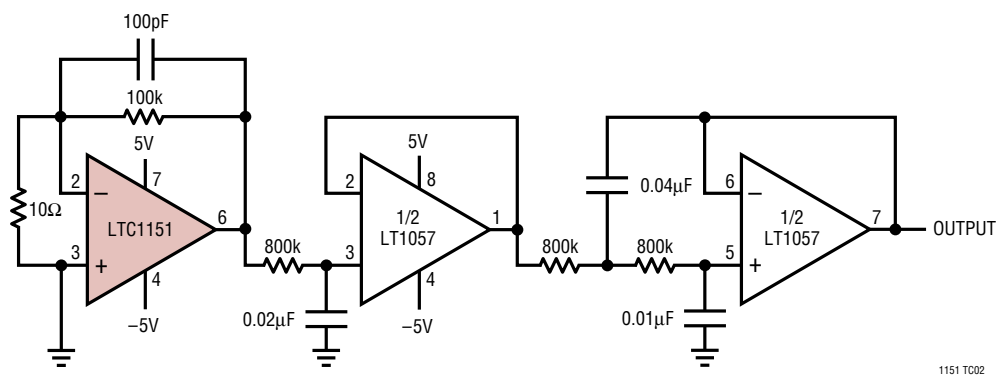 100pF
100k
5V
2
7
10Ω
–
LTC1151
6
3
+
4
–5V
800k
0.02µF
5V
2
8
1/2
LT1057
1
3
4
–5V
800k
0.04µF
800k
0.01µF
6
–
1/2
LT1057
7
5
+
OUTPUT
1151 TC02